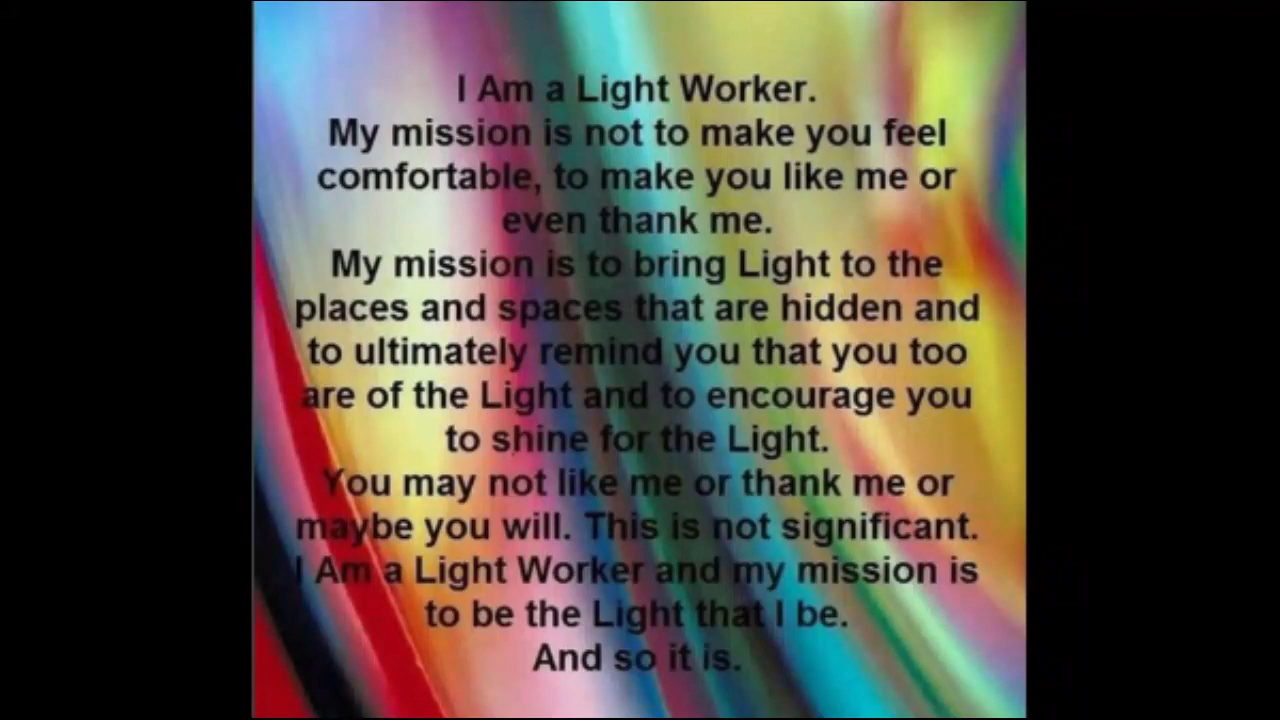 I Am a Light Worker.
My mission is not to make you feel
comfortable, to make you like me or
even thank me.
My mission is to bring Light to the
places and spaces that are hidden and
to ultimately remind you that you too
are of the Light and to encourage you
to shine for the Light.
You may not like me or thank me or
maybe you will. This is not significant.
I Am a Light Worker and my mission is
to be the Light that I be.
And so it is.